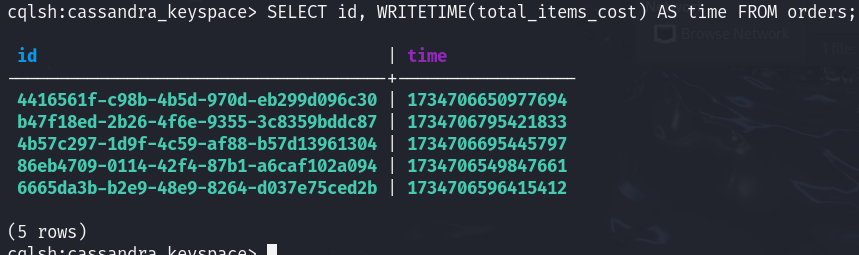 cqlsh:cassandra_keyspace> SELECT id, WRITETIME(total_items_cost) AS time FROM orders;
Browse Network
id | time
--------------------------------------+------------------
4416561f-c98b-4b5d-970d-eb299d096c30 | 1734706650977694
b47f18ed-2b26-4f6e-9355-3c8359bddc87 | 1734706795421833
4b57c297-1d9f-4c59-af88-b57d13961304 | 1734706695445797
86eb4709-0114-42f4-87b1-a6caf102a094 | 1734706549847661
6665da3b-b2e9-48e9-8264-d037e75ced2b | 1734706596415412
(5 rows)
cqlsh:cassandra_keyspace>